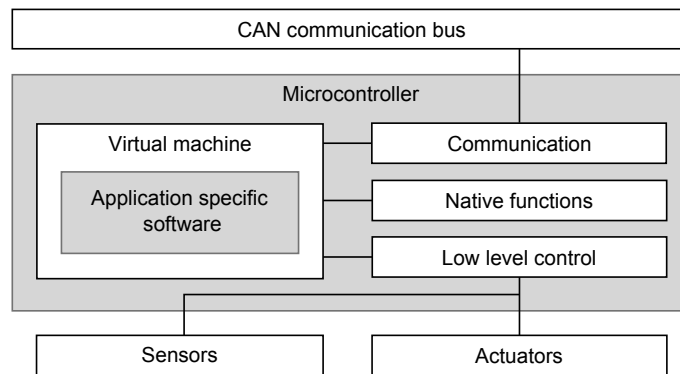 CAN communication bus
Microcontroller
Virtual machine
Communication
Application specific
software
Native functions
Low level control
Sensors
Actuators